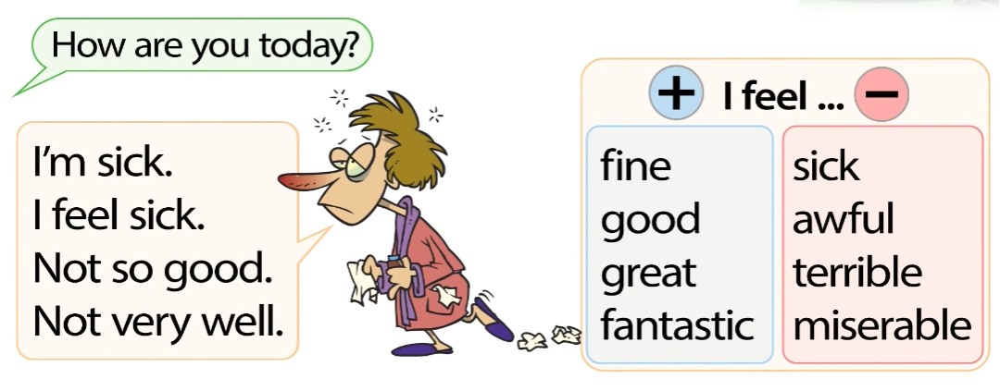 How are you today?
I'm sick.
I feel sick.
Not so good.
Not very well.
+ I feel ... −
fine
good
great
fantastic
sick
awful
terrible
miserable